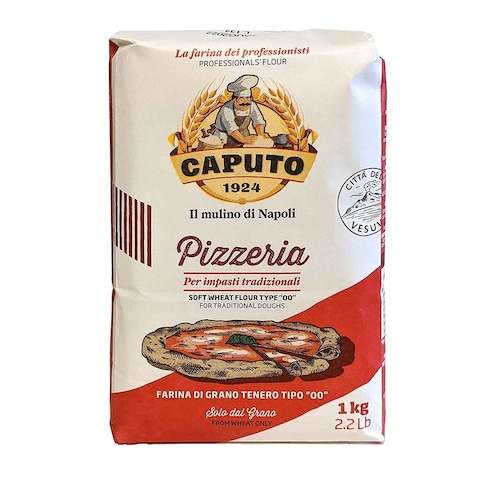 La farina dei professionisti
PROFESSIONALS' FLOUR
CAPUTO
1924
Il mulino di Napoli
CITTÀ DEL
VESUV
Pizzeria
Per impasti tradizionali
SOFT WHEAT FLOUR TYPE "00"
FOR TRADITIONAL DOUGHS
FARINA DI GRANO TENERO TIPO "00"
Solo dal Grano
FROM WHEAT ONLY
1 kg
2.2 Lb